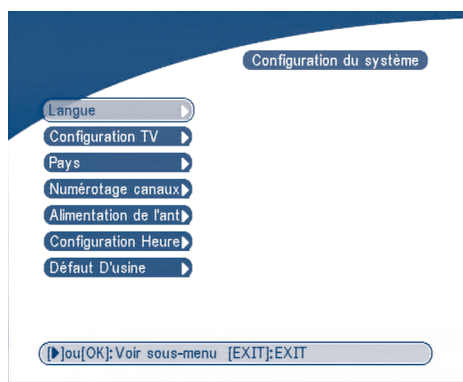 Configuration du système
Langue
Configuration TV
Pays
Numérotage canaux
Alimentation de l'ant
Configuration Heure
Défaut D'usine
[▶]ou[OK]:Voir sous-menu [EXIT]:EXIT